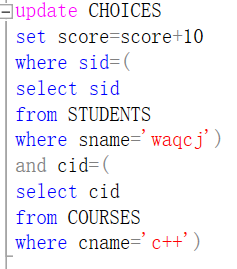 update CHOICES
set score=score+10
where sid=(
select sid
from STUDENTS
where sname='waqcj')
and cid=(
select cid
from COURSES
where cname='c++')